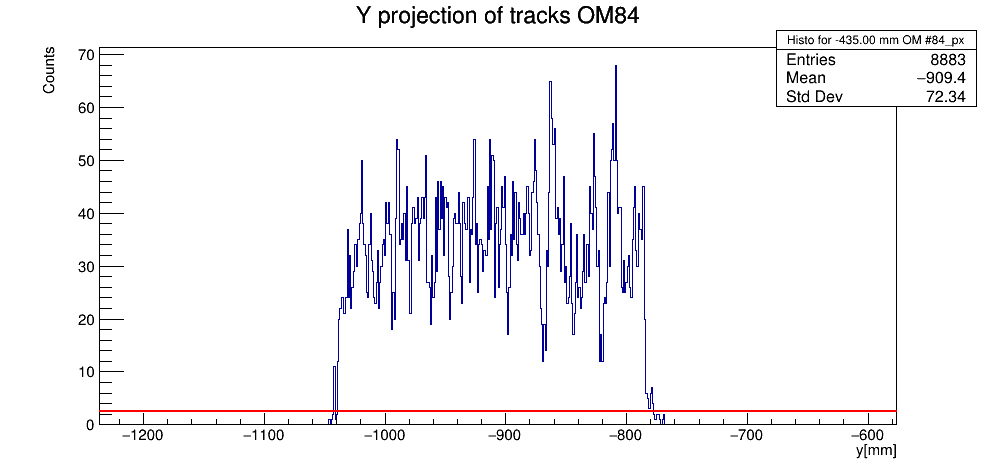 Y projection of tracks OM84
Histo for -435.00 mm OM #84_px
Entries 8883
Mean −909.4
Std Dev 72.34
Counts
70
60
50
40
30
20
10
0
−1200 −1100 −1000 −900 −800 −700 −600
y[mm]